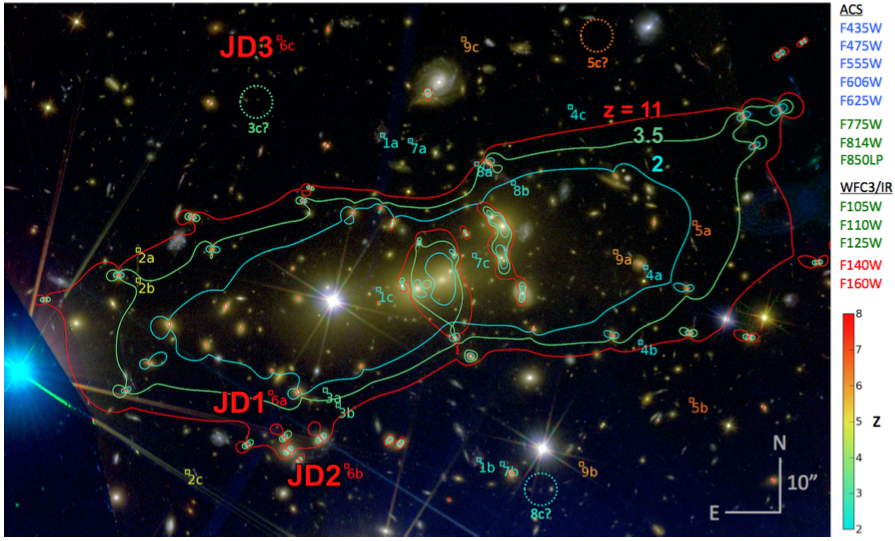 JD3
6c
9c
5c?
3c?
4c
z = 11
3.5
2
1a
7a
8a
8b
2a
2b
5a
9a
4a
7c
1c
4b
JD1
6a
3a
3b
5b
JD2
6b
2c
1b
7b
9b
8c?
N
E
10”
ACS
F435W
F475W
F555W
F606W
F625W
F775W
F814W
F850LP
WFC3/IR
F105W
F110W
F125W
F140W
F160W
8
7
6
5
4
3
2
Z